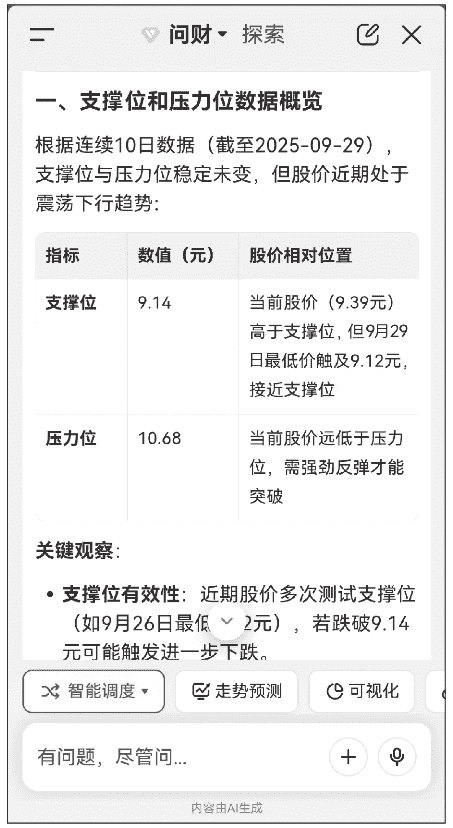 问财 探索
一、支撑位和压力位数据概览
根据连续10日数据（截至2025-09-29），
支撑位与压力位稳定未变，但股价近期处于
震荡下行趋势：
指标 数值（元） 股价相对位置
支撑位 9.14 当前股价（9.39元）
高于支撑位，但9月29
日最低价触及9.12元，
接近支撑位
压力位 10.68 当前股价远低于压力
位，需强劲反弹才能
突破
关键观察：
• 支撑位有效性：近期股价多次测试支撑位
（如9月26日最低 2元），若跌破9.14
元可能触发进一步下跌。
智能调度 走势预测 可视化
有问题，尽管问...
内容由AI生成